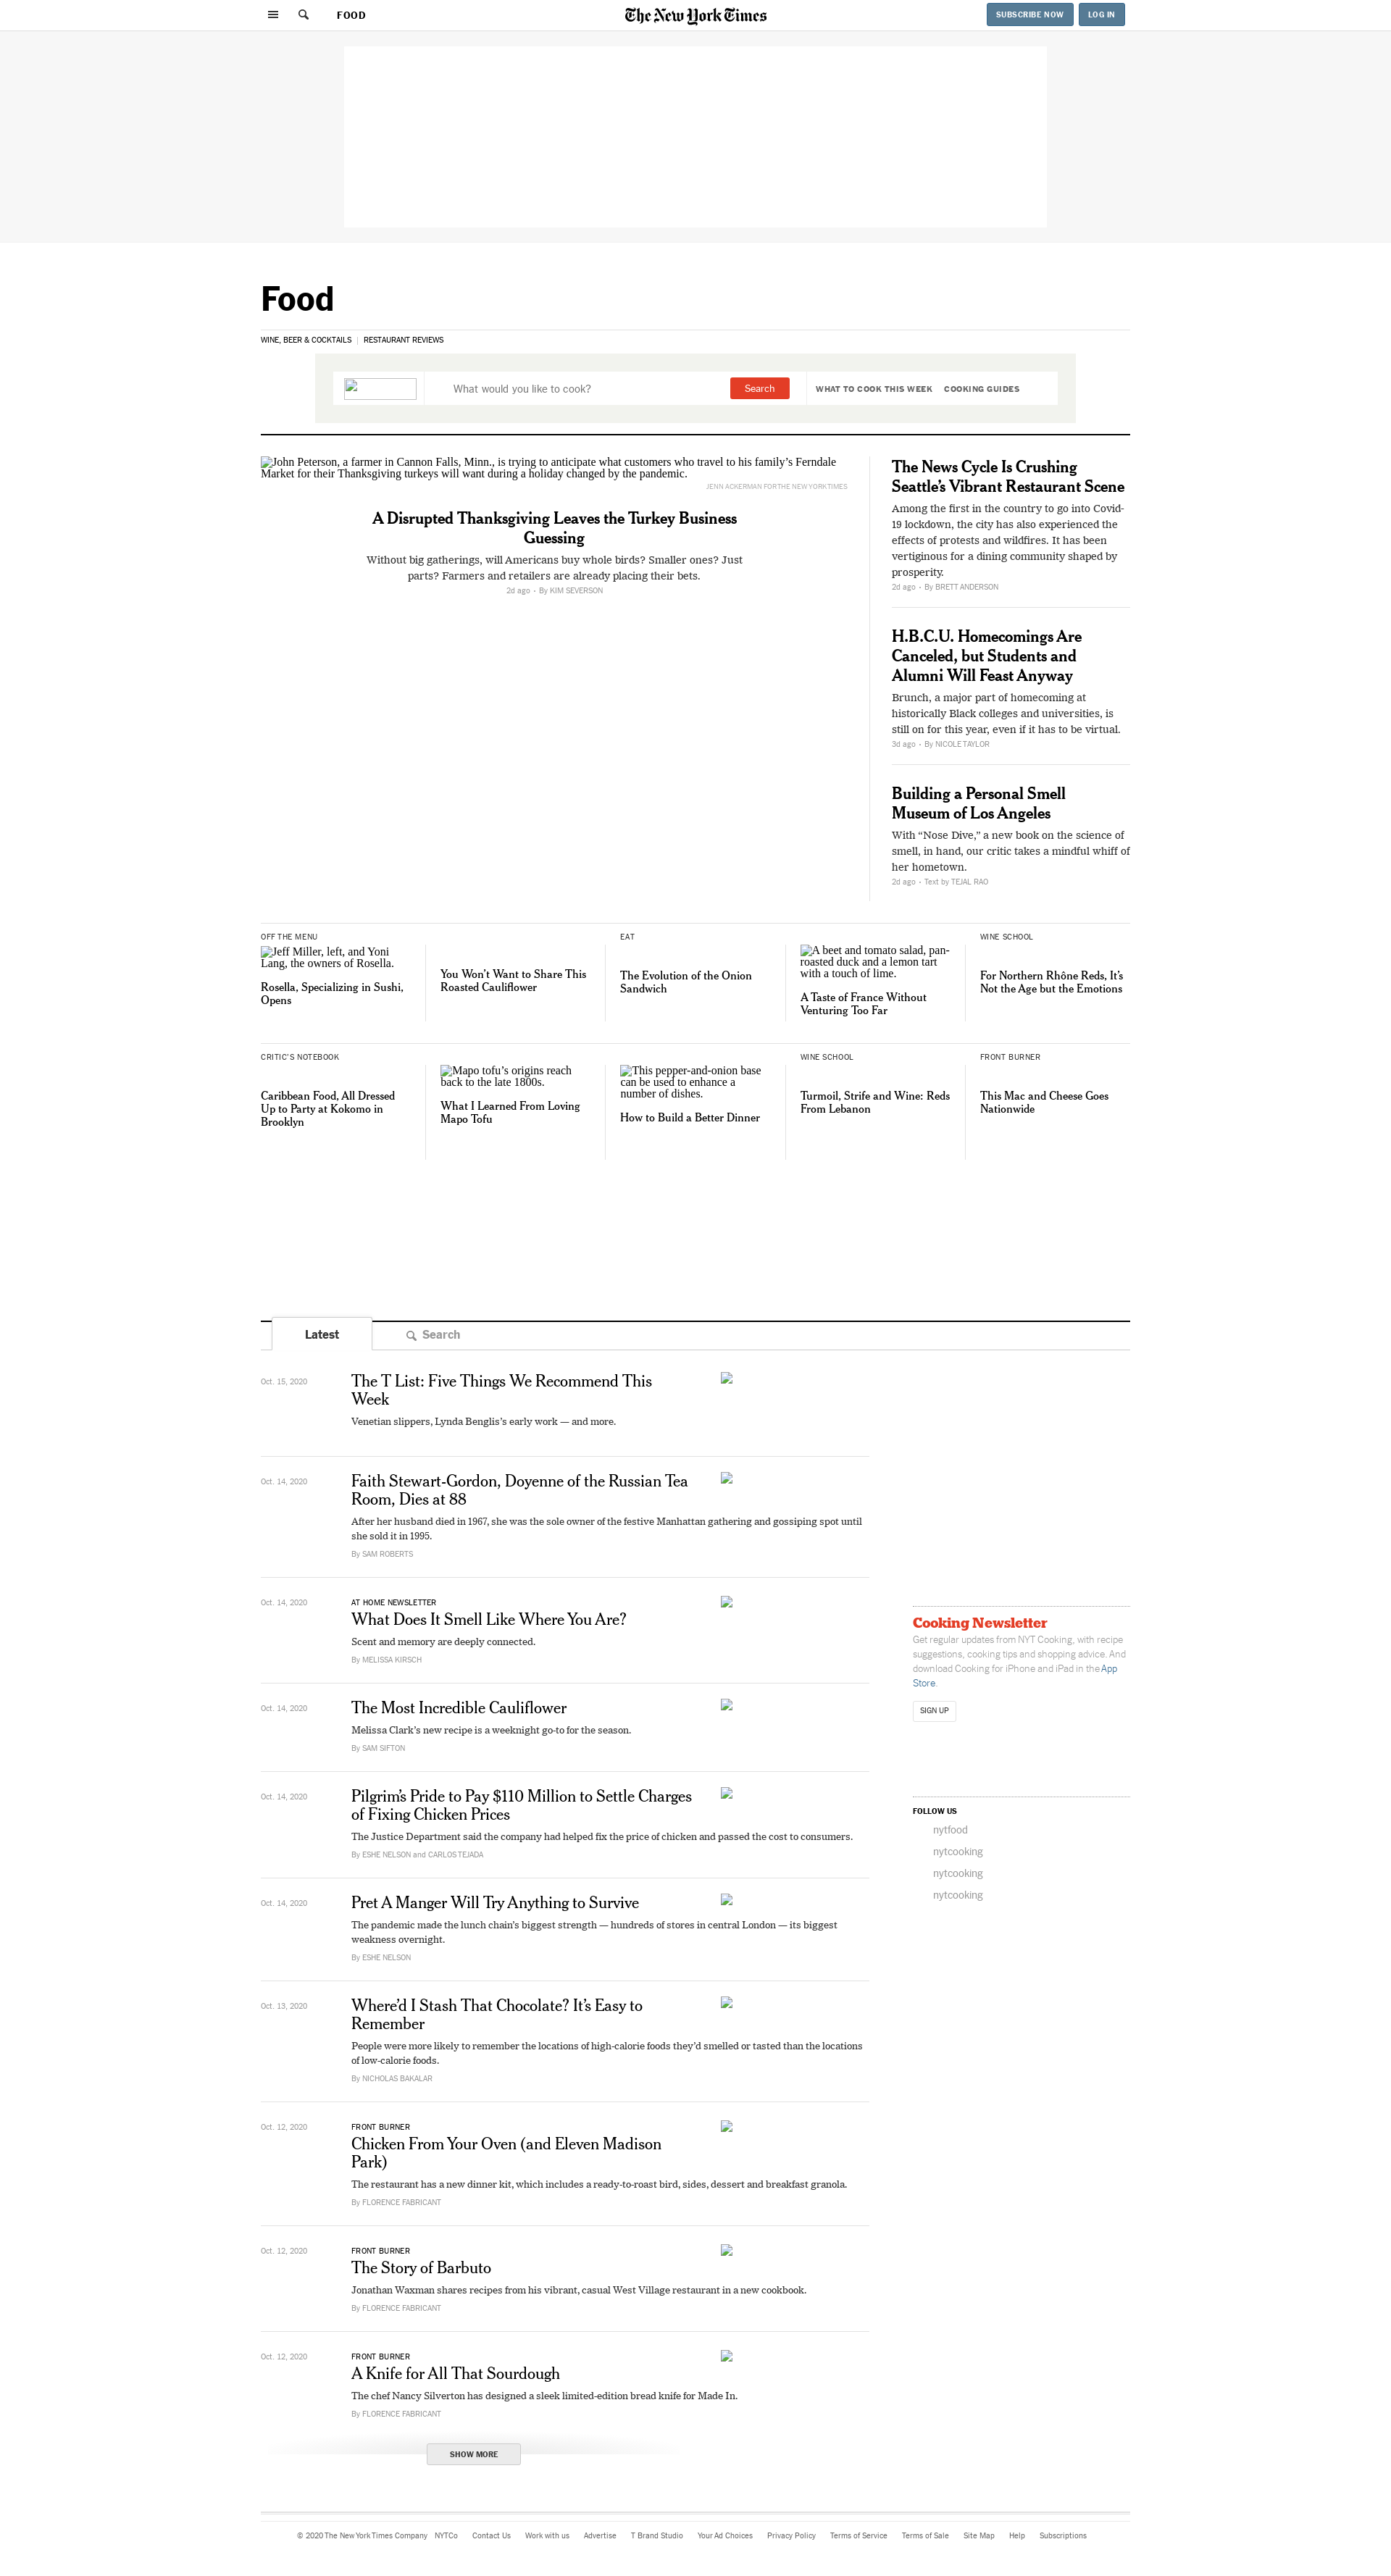 FOOD
The New York Times
SUBSCRIBE NOW
LOG IN
Food
WINE, BEER & COCKTAILS
RESTAURANT REVIEWS
What would you like to cook?
Search
WHAT TO COOK THIS WEEK
COOKING GUIDES
John Peterson, a farmer in Cannon Falls, Minn., is trying to anticipate what customers who travel to his family’s Ferndale
Market for their Thanksgiving turkeys will want during a holiday changed by the pandemic.
JENN ACKERMAN FOR THE NEW YORK TIMES
A Disrupted Thanksgiving Leaves the Turkey Business
Guessing
Without big gatherings, will Americans buy whole birds? Smaller ones? Just
parts? Farmers and retailers are already placing their bets.
2d ago • By KIM SEVERSON
The News Cycle Is Crushing
Seattle’s Vibrant Restaurant Scene
Among the first in the country to go into Covid-
19 lockdown, the city has also experienced the
effects of protests and wildfires. It has been
vertiginous for a dining community shaped by
prosperity.
2d ago • By BRETT ANDERSON
H.B.C.U. Homecomings Are
Canceled, but Students and
Alumni Will Feast Anyway
Brunch, a major part of homecoming at
historically Black colleges and universities, is
still on for this year, even if it has to be virtual.
3d ago • By NICOLE TAYLOR
Building a Personal Smell
Museum of Los Angeles
With “Nose Dive,” a new book on the science of
smell, in hand, our critic takes a mindful whiff of
her hometown.
2d ago • Text by TEJAL RAO
OFF THE MENU
Jeff Miller, left, and Yoni
Lang, the owners of Rosella.
Rosella, Specializing in Sushi,
Opens
You Won’t Want to Share This
Roasted Cauliflower
EAT
The Evolution of the Onion
Sandwich
A beet and tomato salad, pan-
roasted duck and a lemon tart
with a touch of lime.
A Taste of France Without
Venturing Too Far
WINE SCHOOL
For Northern Rhône Reds, It’s
Not the Age but the Emotions
CRITIC’S NOTEBOOK
Caribbean Food, All Dressed
Up to Party at Kokomo in
Brooklyn
Mapo tofu’s origins reach
back to the late 1800s.
What I Learned From Loving
Mapo Tofu
This pepper-and-onion base
can be used to enhance a
number of dishes.
How to Build a Better Dinner
WINE SCHOOL
Turmoil, Strife and Wine: Reds
From Lebanon
FRONT BURNER
This Mac and Cheese Goes
Nationwide
Latest
Search
Oct. 15, 2020
The T List: Five Things We Recommend This
Week
Venetian slippers, Lynda Benglis’s early work — and more.
Oct. 14, 2020
Faith Stewart-Gordon, Doyenne of the Russian Tea
Room, Dies at 88
After her husband died in 1967, she was the sole owner of the festive Manhattan gathering and gossiping spot until
she sold it in 1995.
By SAM ROBERTS
Oct. 14, 2020
AT HOME NEWSLETTER
What Does It Smell Like Where You Are?
Scent and memory are deeply connected.
By MELISSA KIRSCH
Oct. 14, 2020
The Most Incredible Cauliflower
Melissa Clark’s new recipe is a weeknight go-to for the season.
By SAM SIFTON
Oct. 14, 2020
Pilgrim’s Pride to Pay $110 Million to Settle Charges
of Fixing Chicken Prices
The Justice Department said the company had helped fix the price of chicken and passed the cost to consumers.
By ESHE NELSON and CARLOS TEJADA
Oct. 14, 2020
Pret A Manger Will Try Anything to Survive
The pandemic made the lunch chain’s biggest strength — hundreds of stores in central London — its biggest
weakness overnight.
By ESHE NELSON
Oct. 13, 2020
Where’d I Stash That Chocolate? It’s Easy to
Remember
People were more likely to remember the locations of high-calorie foods they’d smelled or tasted than the locations
of low-calorie foods.
By NICHOLAS BAKALAR
Oct. 12, 2020
FRONT BURNER
Chicken From Your Oven (and Eleven Madison
Park)
The restaurant has a new dinner kit, which includes a ready-to-roast bird, sides, dessert and breakfast granola.
By FLORENCE FABRICANT
Oct. 12, 2020
FRONT BURNER
The Story of Barbuto
Jonathan Waxman shares recipes from his vibrant, casual West Village restaurant in a new cookbook.
By FLORENCE FABRICANT
Oct. 12, 2020
FRONT BURNER
A Knife for All That Sourdough
The chef Nancy Silverton has designed a sleek limited-edition bread knife for Made In.
By FLORENCE FABRICANT
SHOW MORE
Cooking Newsletter
Get regular updates from NYT Cooking, with recipe
suggestions, cooking tips and shopping advice. And
download Cooking for iPhone and iPad in the App
Store.
SIGN UP
FOLLOW US
nytfood
nytcooking
nytcooking
nytcooking
© 2020 The New York Times Company
NYTCo
Contact Us
Work with us
Advertise
T Brand Studio
Your Ad Choices
Privacy Policy
Terms of Service
Terms of Sale
Site Map
Help
Subscriptions